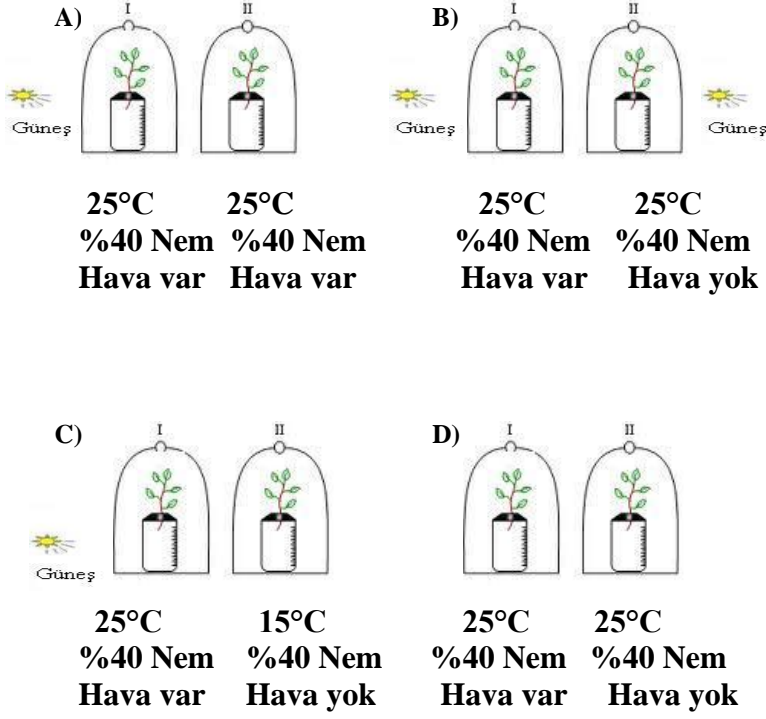 A) I II
Güneş
25°C 25°C
%40 Nem %40 Nem
Hava var Hava var
B) I II
Güneş Güneş
25°C 25°C
%40 Nem %40 Nem
Hava var Hava yok
C) I II
Güneş
25°C 15°C
%40 Nem %40 Nem
Hava var Hava yok
D) I II
25°C 25°C
%40 Nem %40 Nem
Hava var Hava yok